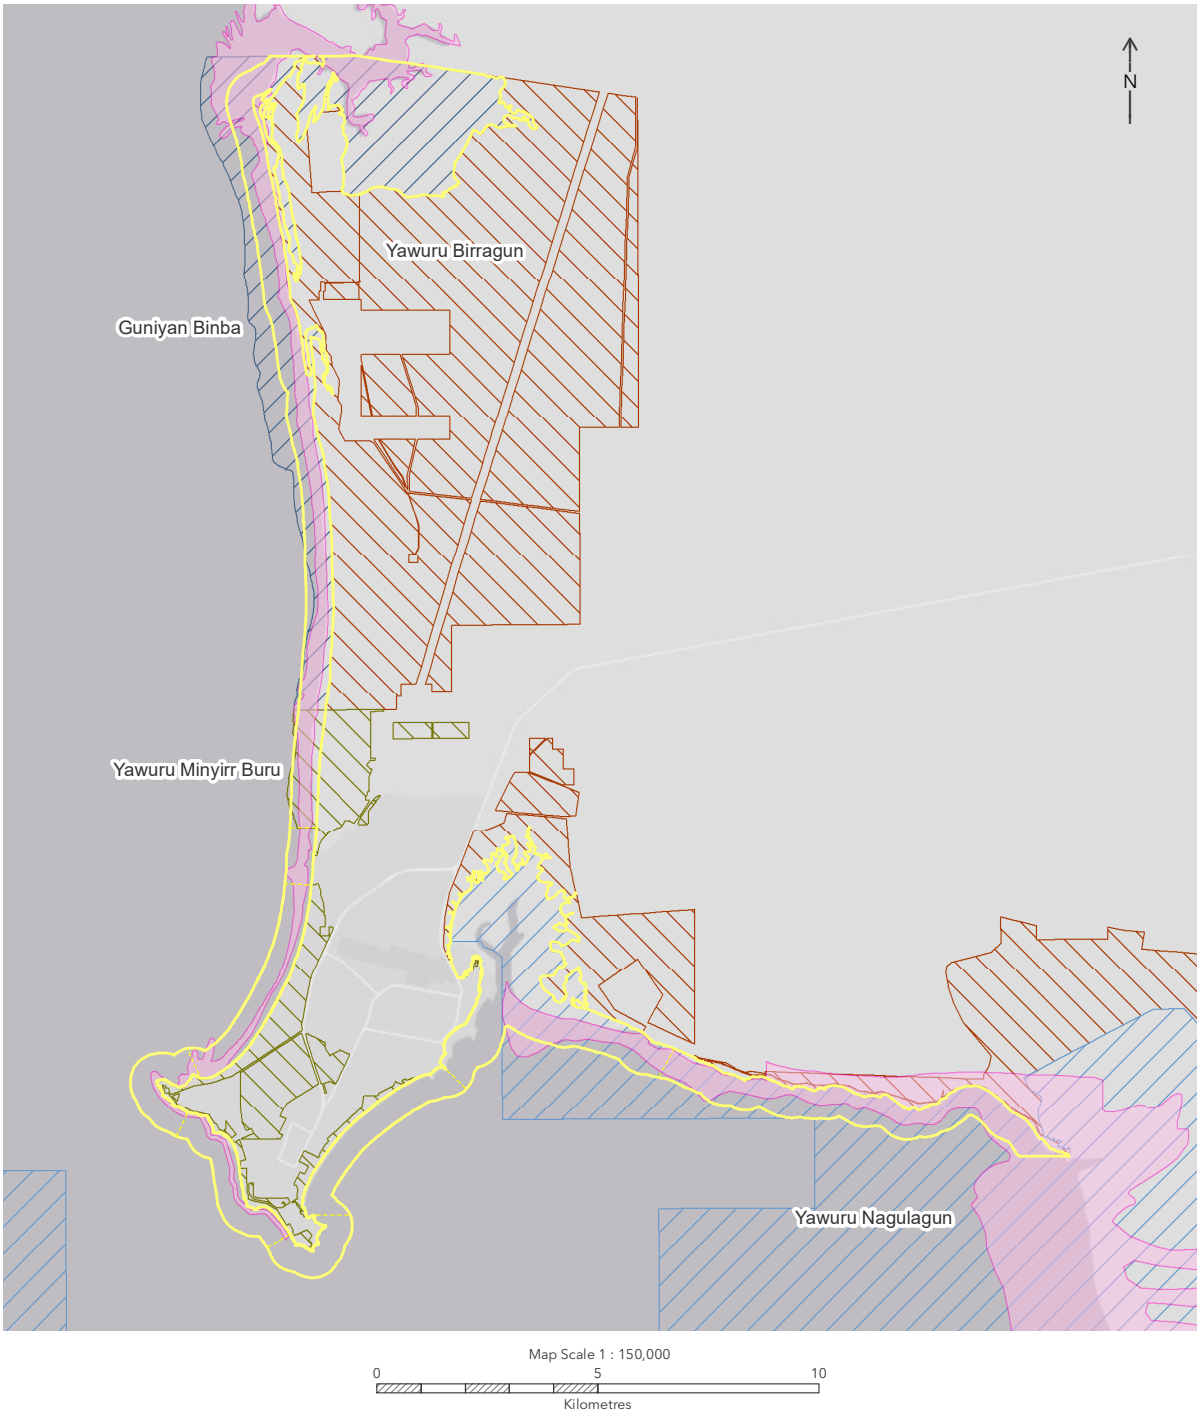 N
Yawuru Birragun
Guniyan Binba
Yawuru Minyirr Buru
Yawuru Nagulagun
Map Scale 1 : 150,000
0 5 10
Kilometres